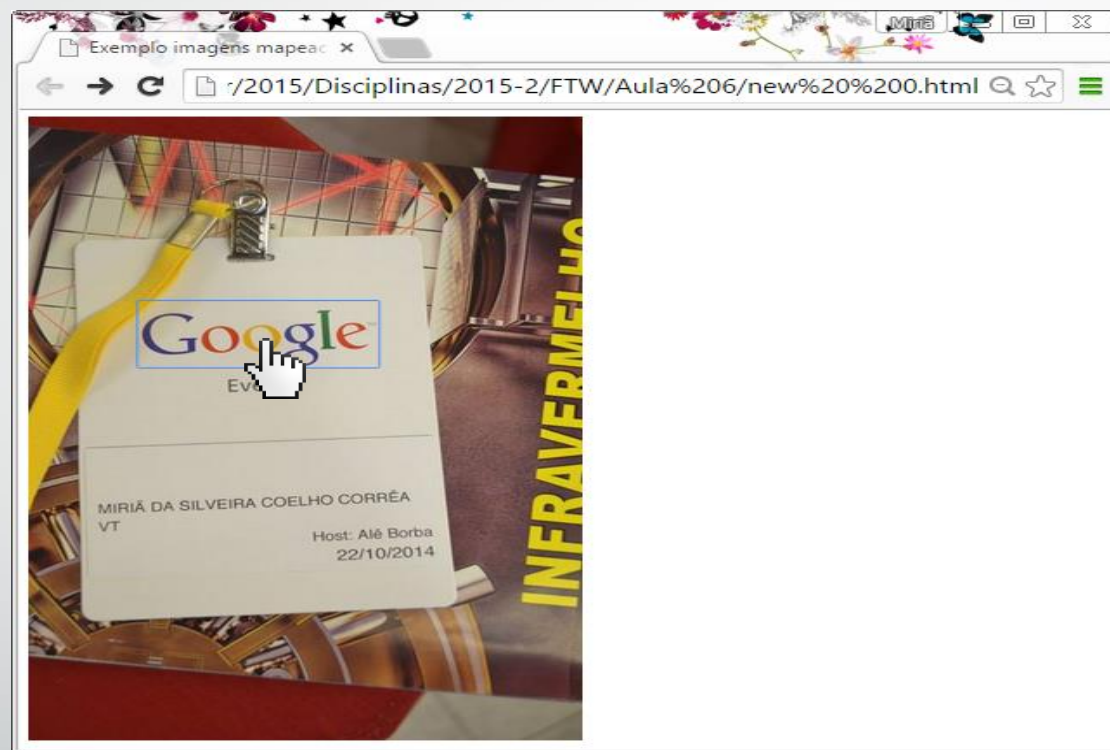 Miriã
Exemplo imagens mapeac
r/2015/Disciplinas/2015-2/FTW/Aula%206/new%20%200.html
Google™
MIRIÃ DA SILVEIRA COELHO CORRÊA
VT
Host: Alê Borba
22/10/2014
INFRAVERMELHO